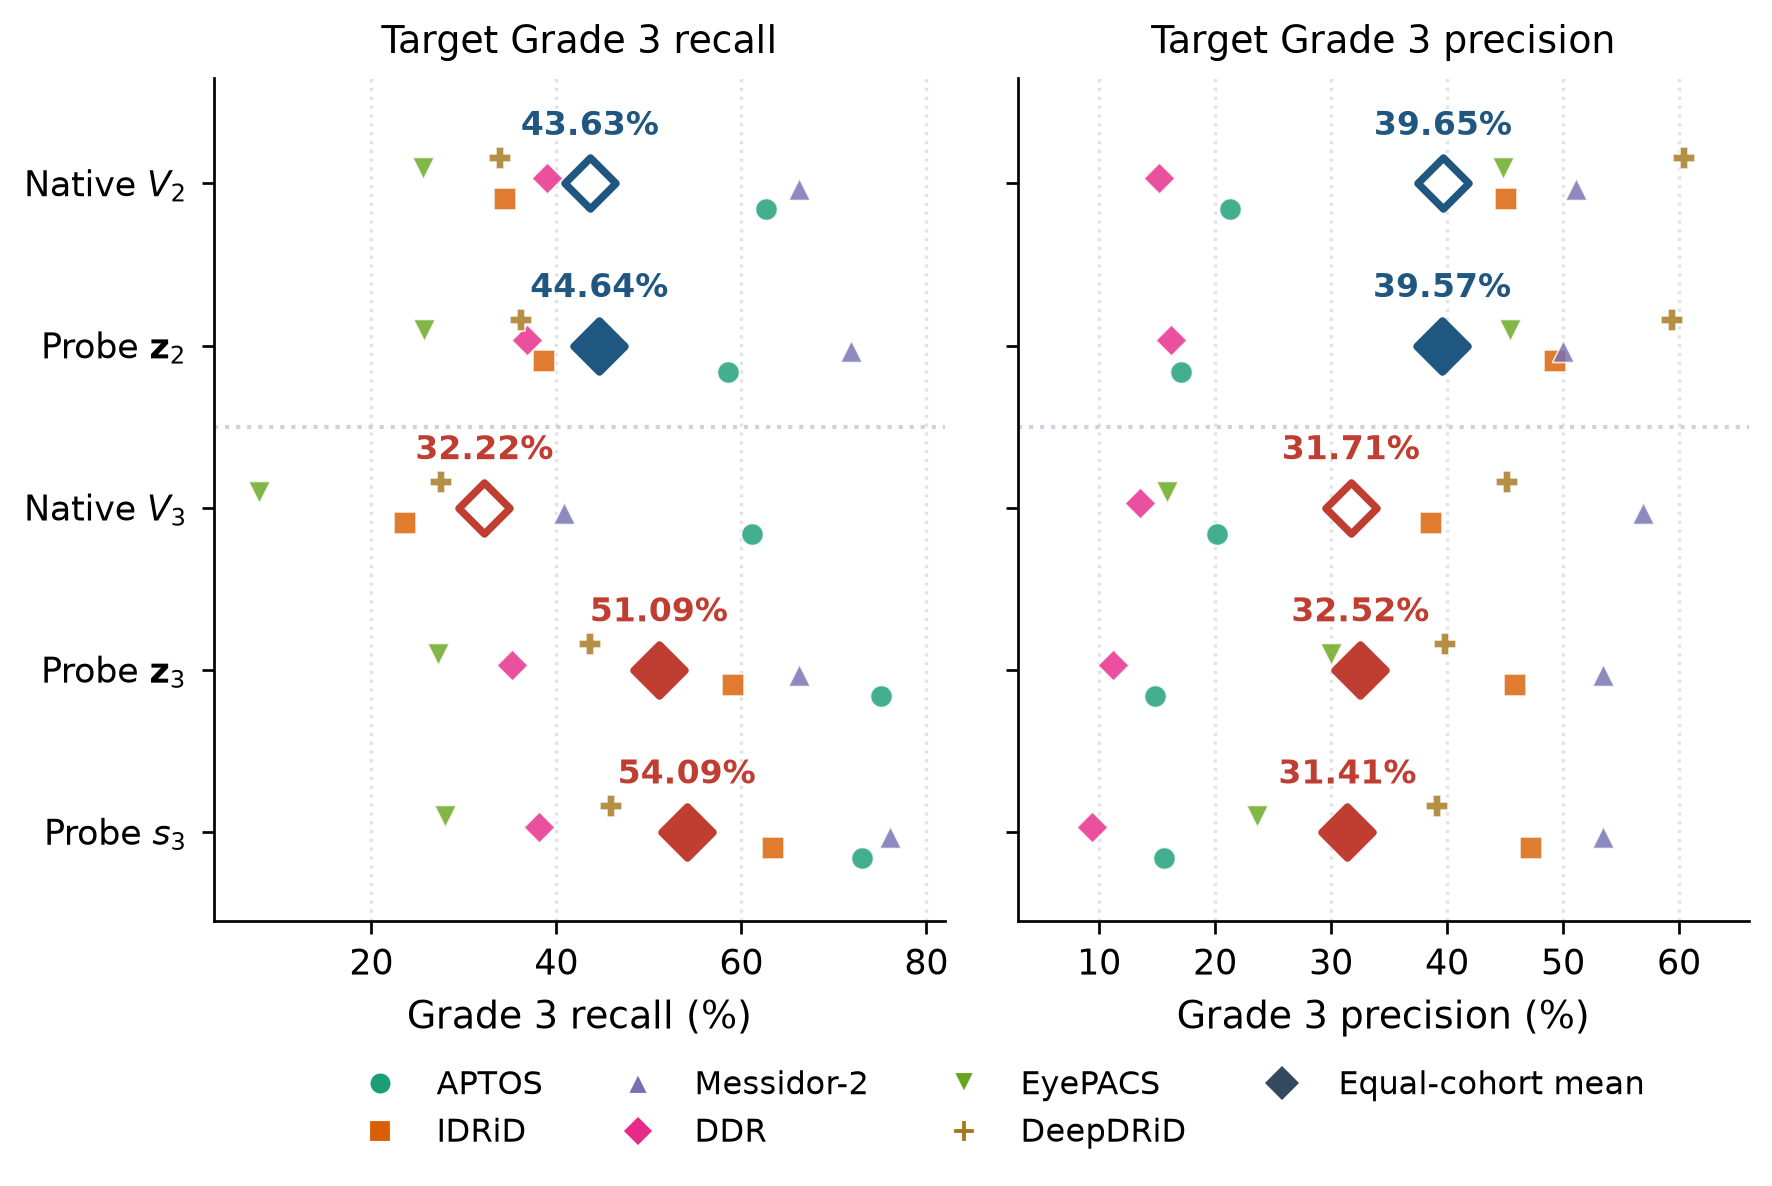 Target Grade 3 recall
Target Grade 3 precision
Native V₂
43.63%
39.65%
Probe z₂
44.64%
39.57%
Native V₃
32.22%
31.71%
Probe z₃
51.09%
32.52%
Probe s₃
54.09%
31.41%
20 40 60 80
10 20 30 40 50 60
Grade 3 recall (%)
Grade 3 precision (%)
APTOS Messidor-2 EyePACS Equal-cohort mean
IDRiD DDR DeepDRiD